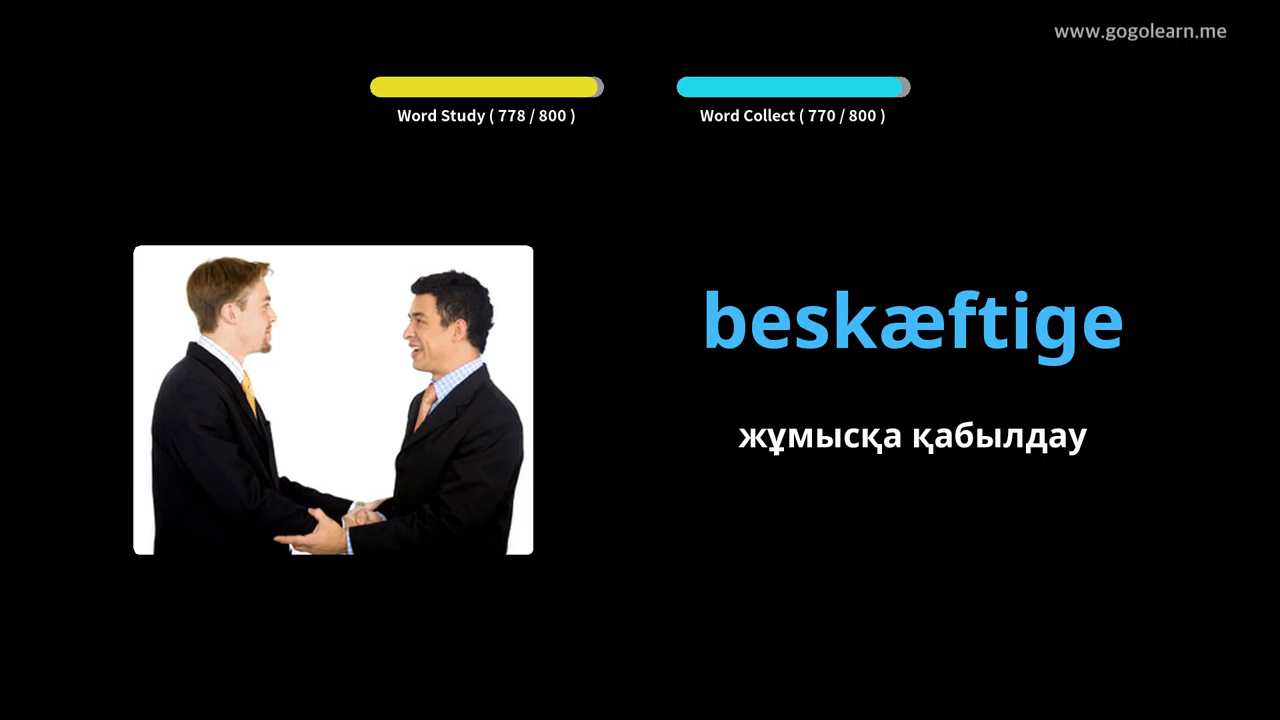 www.gogolearn.me
Word Study ( 778 / 800 )
Word Collect ( 770 / 800 )
beskæftige
жұмысқа қабылдау